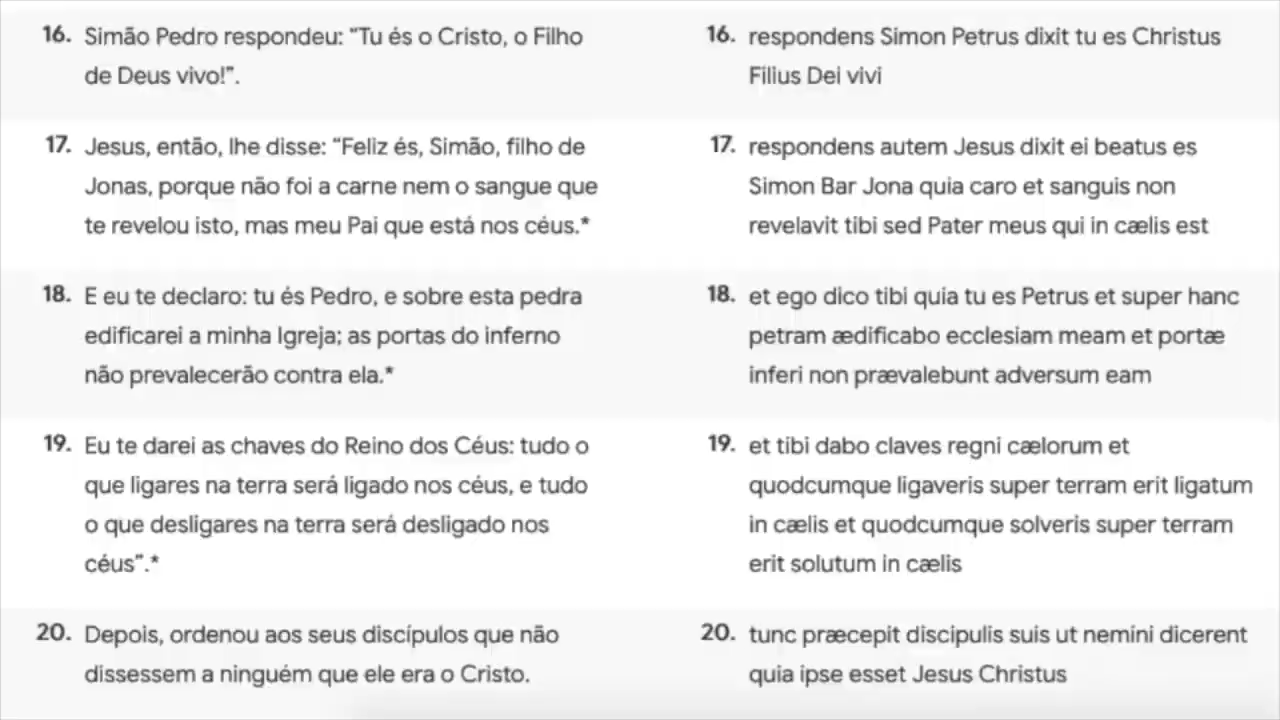 16. Simão Pedro respondeu: “Tu és o Cristo, o Filho
de Deus vivo!”.
17. Jesus, então, lhe disse: “Feliz és, Simão, filho de
Jonas, porque não foi a carne nem o sangue que
te revelou isto, mas meu Pai que está nos céus.*
18. E eu te declaro: tu és Pedro, e sobre esta pedra
edificarei a minha Igreja; as portas do inferno
não prevalecerão contra ela.*
19. Eu te darei as chaves do Reino dos Céus: tudo o
que ligares na terra será ligado nos céus, e tudo
o que desligares na terra será desligado nos
céus”.*
20. Depois, ordenou aos seus discípulos que não
dissessem a ninguém que ele era o Cristo.
16. respondens Simon Petrus dixit tu es Christus
Filius Dei vivi
17. respondens autem Jesus dixit ei beatus es
Simon Bar Jona quia caro et sanguis non
revelavit tibi sed Pater meus qui in cælis est
18. et ego dico tibi quia tu es Petrus et super hanc
petram ædificabo ecclesiam meam et portæ
inferi non prævalebunt adversum eam
19. et tibi dabo claves regni cælorum et
quodcumque ligaveris super terram erit ligatum
in cælis et quodcumque solveris super terram
erit solutum in cælis
20. tunc præcepit discipulis suis ut nemini dicerent
quia ipse esset Jesus Christus